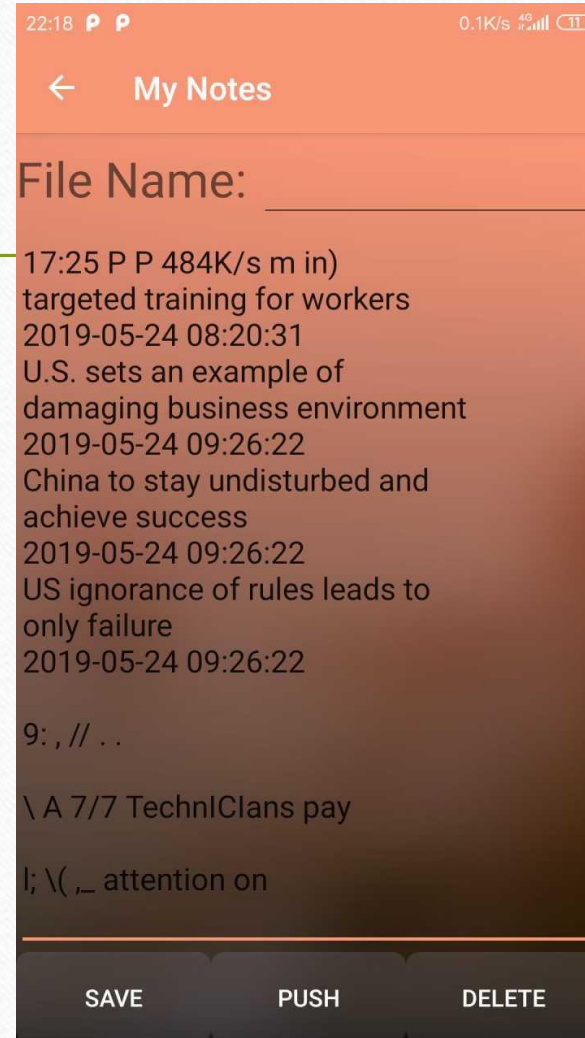 22:18 P P 0.1K/s 4G 11
← My Notes
File Name:
17:25 P P 484K/s m in)
targeted training for workers
2019-05-24 08:20:31
U.S. sets an example of
damaging business environment
2019-05-24 09:26:22
China to stay undisturbed and
achieve success
2019-05-24 09:26:22
US ignorance of rules leads to
only failure
2019-05-24 09:26:22
9: , // . .
\ A 7/7 TechnICIans pay
l; \( ,_ attention on
SAVE PUSH DELETE